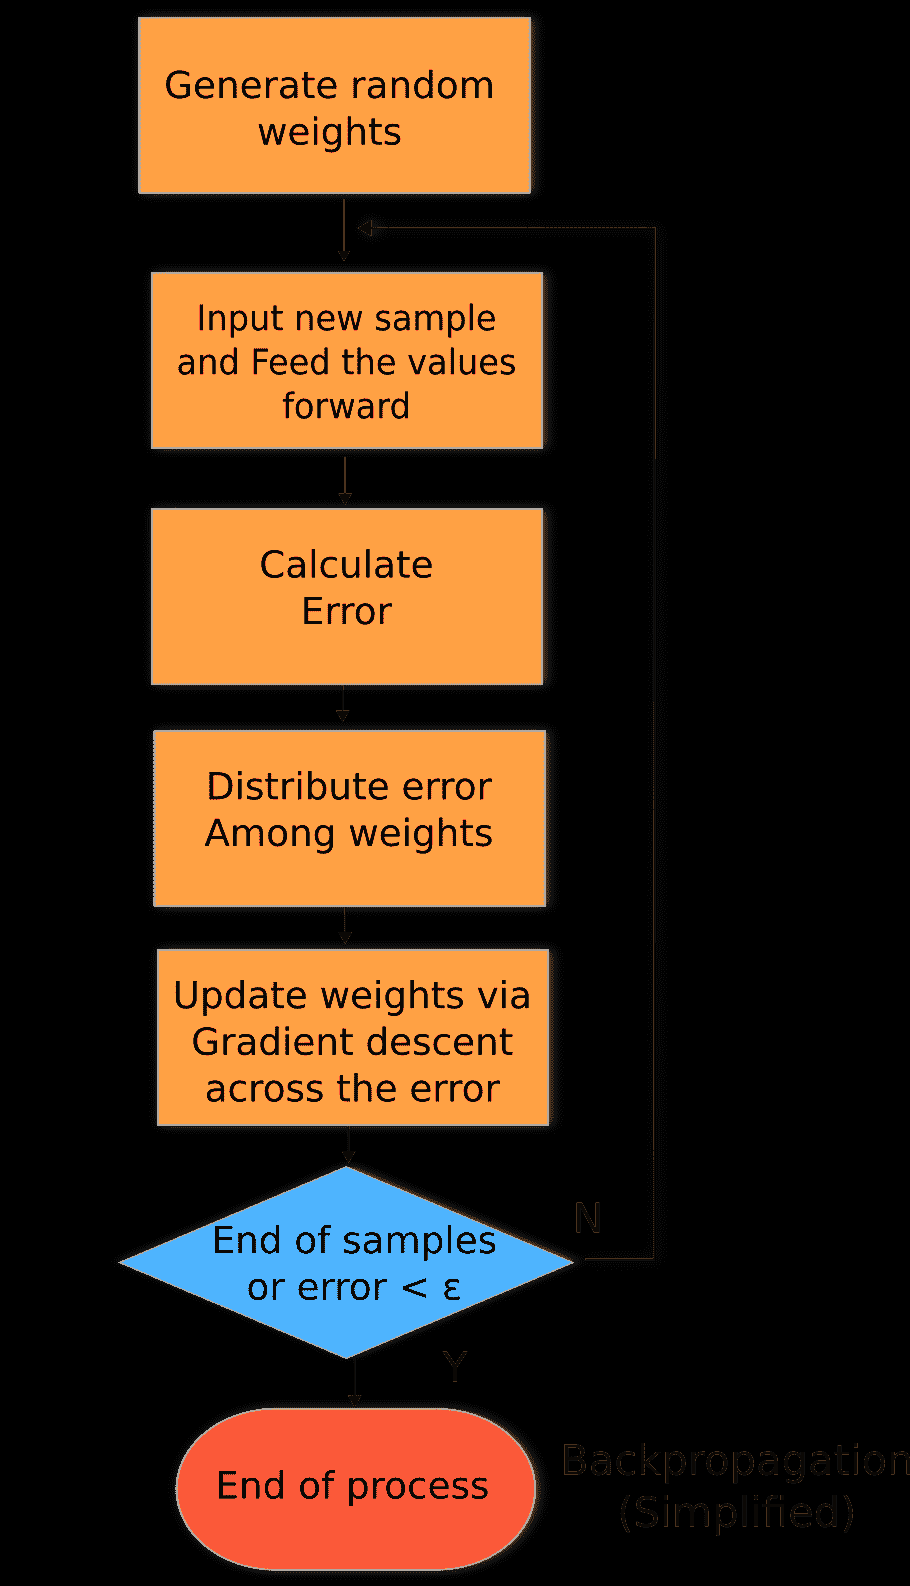 Generate random
weights
Input new sample
and Feed the values
forward
Calculate
Error
Distribute error
Among weights
Update weights via
Gradient descent
across the error
End of samples
or error < ε
N
Y
End of process
Backpropagation
(Simplified)